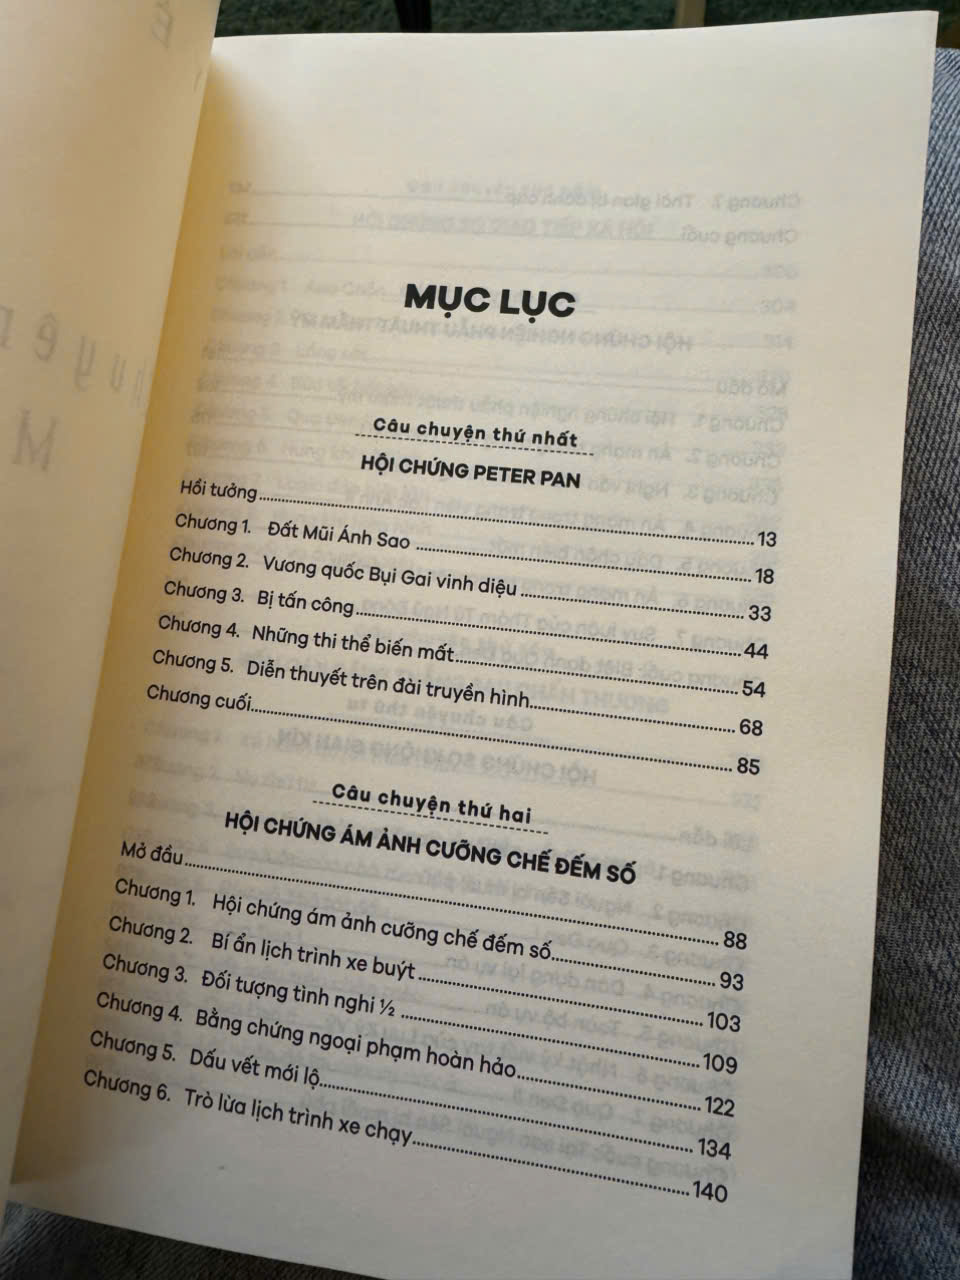 MỤC LỤC
Câu chuyện thứ nhất
HỘI CHỨNG PETER PAN
Hồi tưởng 13
Chương 1. Đất Mũi Ánh Sao 18
Chương 2. Vương quốc Bụi Gai vinh diệu 33
Chương 3. Bị tấn công 44
Chương 4. Những thi thể biến mất 54
Chương 5. Diễn thuyết trên đài truyền hình 68
Chương cuối 85
Câu chuyện thứ hai
HỘI CHỨNG ÁM ẢNH CƯỠNG CHẾ ĐẾM SỐ
Mở đầu 88
Chương 1. Hội chứng ám ảnh cưỡng chế đếm số 93
Chương 2. Bí ẩn lịch trình xe buýt 103
Chương 3. Đối tượng tình nghi ½ 109
Chương 4. Bằng chứng ngoại phạm hoàn hảo 122
Chương 5. Dấu vết mới lộ 134
Chương 6. Trò lừa lịch trình xe chạy 140